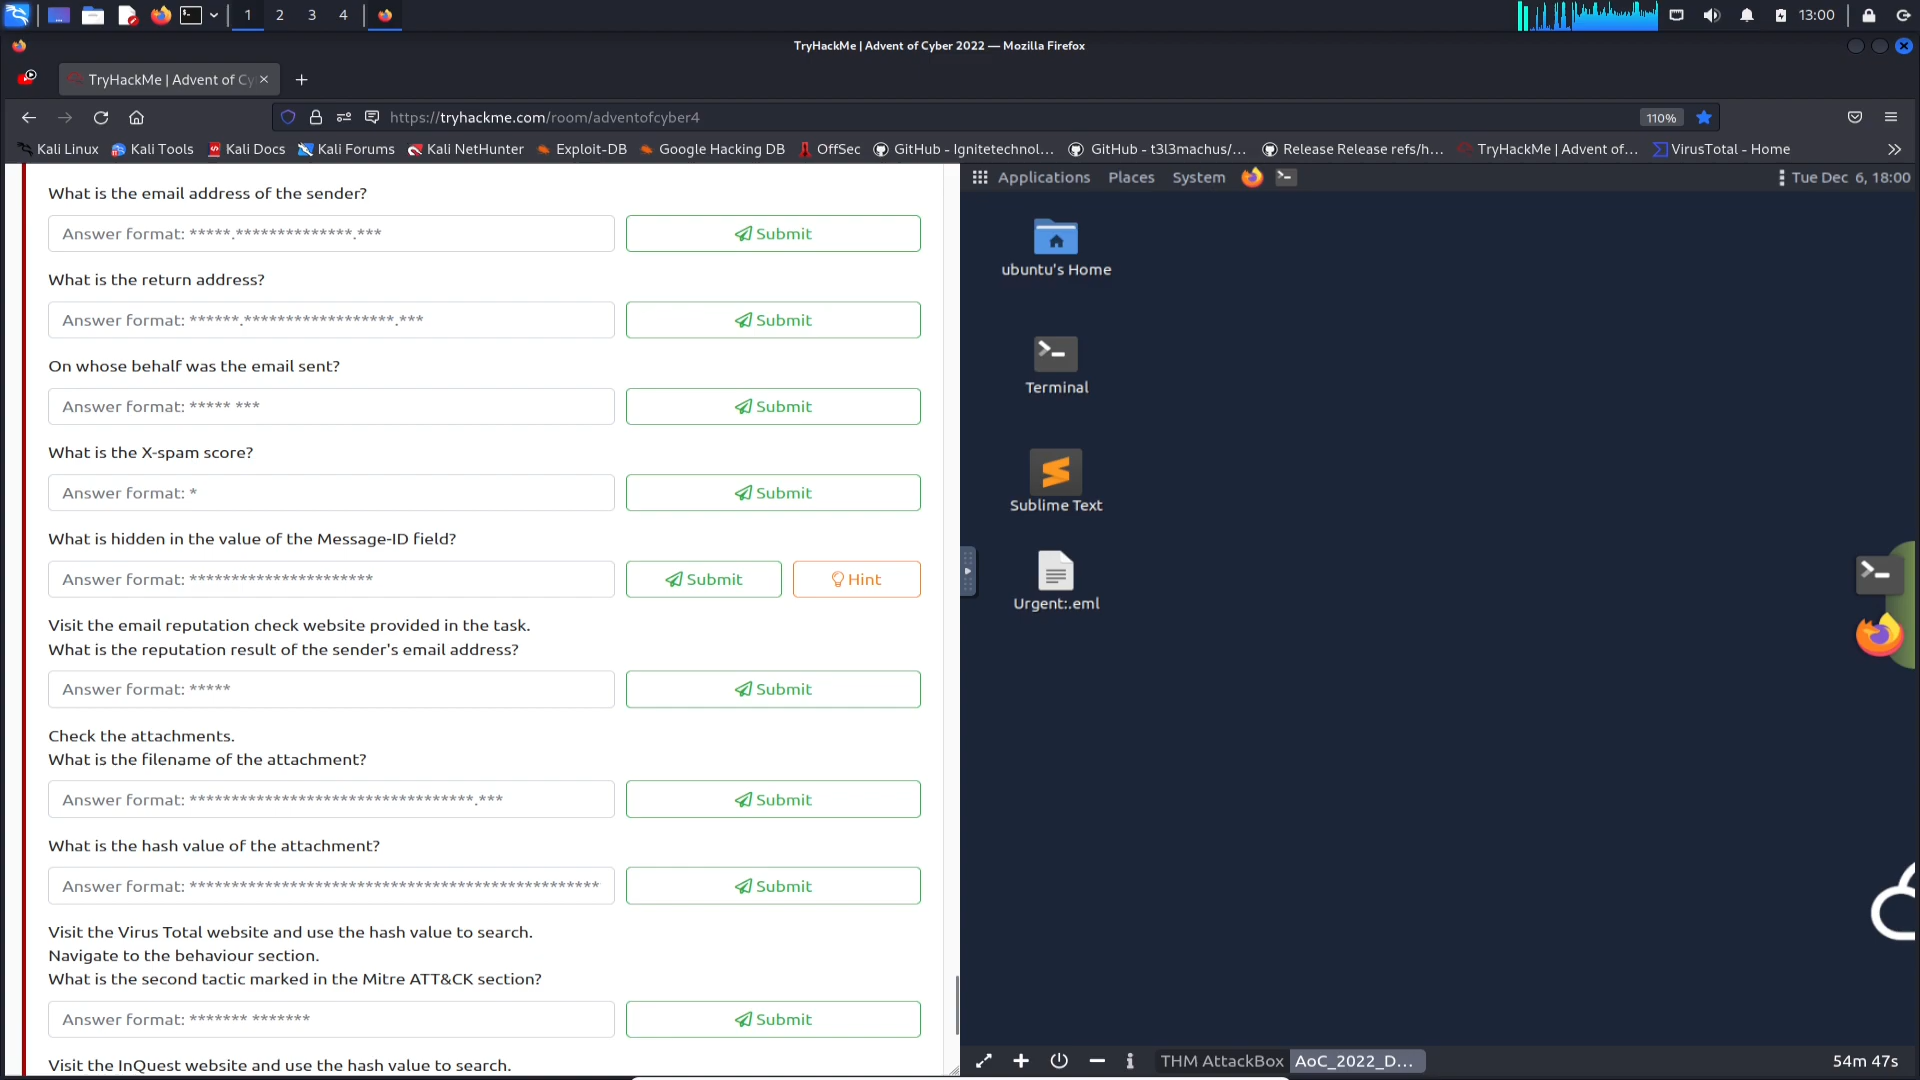 1
2
3
4
13:00
TryHackMe | Advent of Cyber 2022 — Mozilla Firefox
TryHackMe | Advent of Cy
https://tryhackme.com/room/adventofcyber4
110%
Kali Linux
Kali Tools
Kali Docs
Kali Forums
Kali NetHunter
Exploit-DB
Google Hacking DB
OffSec
GitHub - Ignitetechnol...
GitHub - t3l3machus/...
Release Release refs/h...
TryHackMe | Advent of...
VirusTotal - Home
Applications
Places
System
Tue Dec 6, 18:00
What is the email address of the sender?
Answer format: *****.**************.***
Submit
What is the return address?
Answer format: ******.******************.***
Submit
On whose behalf was the email sent?
Answer format: ***** ***
Submit
What is the X-spam score?
Answer format: *
Submit
What is hidden in the value of the Message-ID field?
Answer format: **********************
Submit
Hint
Visit the email reputation check website provided in the task.
What is the reputation result of the sender's email address?
Answer format: *****
Submit
Check the attachments.
What is the filename of the attachment?
Answer format: **********************************.***
Submit
What is the hash value of the attachment?
Answer format: *************************************************
Submit
Visit the Virus Total website and use the hash value to search.
Navigate to the behaviour section.
What is the second tactic marked in the Mitre ATT&CK section?
Answer format: ******* *******
Submit
Visit the InQuest website and use the hash value to search.
ubuntu's Home
Terminal
Sublime Text
Urgent:.eml
THM AttackBox
AoC_2022_D...
54m 47s